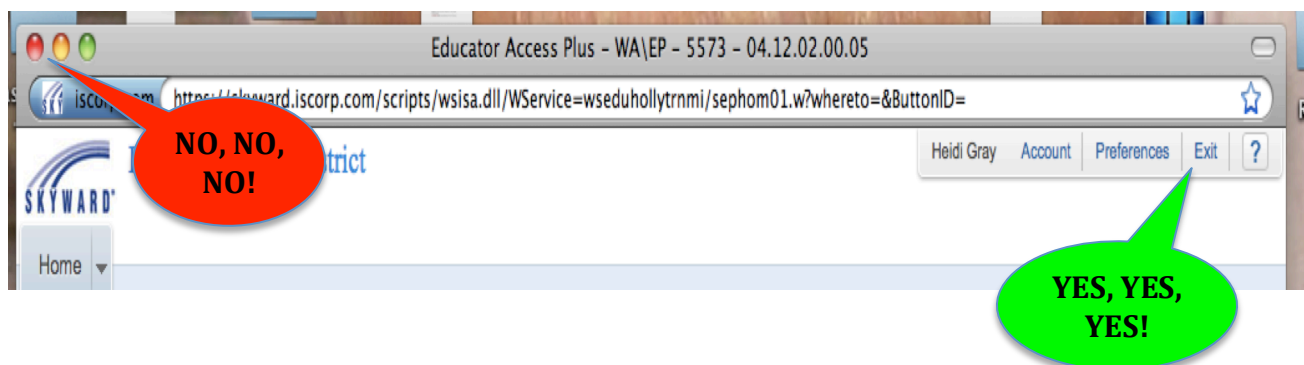 Educator Access Plus – WA\EP – 5573 – 04.12.02.00.05
https://skyward.iscorp.com/scripts/wsisa.dll/WService=wseduhollytrnmi/sephom01.w?whereto=&ButtonID=
NO, NO,
NO!
Heidi Gray Account Preferences Exit ?
SKYWARD
Home
YES, YES,
YES!